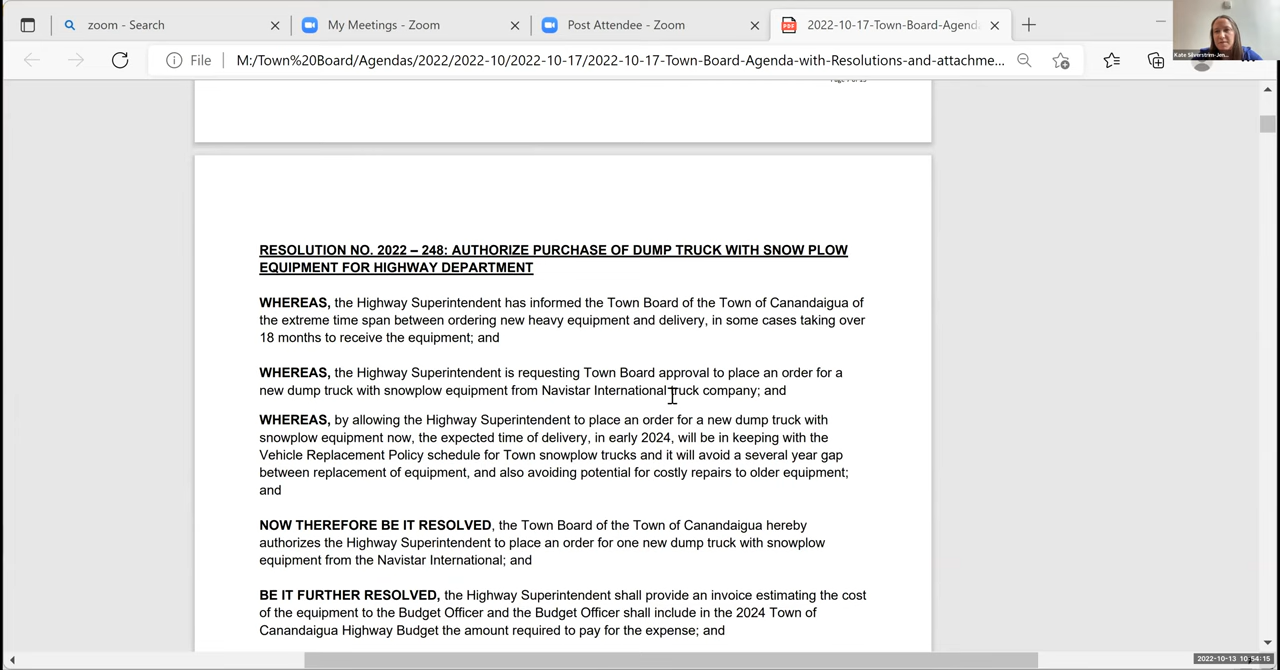 zoom - Search
My Meetings - Zoom
Post Attendee - Zoom
2022-10-17-Town-Board-Agend
File
M:/Town%20Board/Agendas/2022/2022-10/2022-10-17/2022-10-17-Town-Board-Agenda-with-Resolutions-and-attachme...
RESOLUTION NO. 2022 – 248: AUTHORIZE PURCHASE OF DUMP TRUCK WITH SNOW PLOW
EQUIPMENT FOR HIGHWAY DEPARTMENT
WHEREAS, the Highway Superintendent has informed the Town Board of the Town of Canandaigua of
the extreme time span between ordering new heavy equipment and delivery, in some cases taking over
18 months to receive the equipment; and
WHEREAS, the Highway Superintendent is requesting Town Board approval to place an order for a
new dump truck with snowplow equipment from Navistar International truck company; and
WHEREAS, by allowing the Highway Superintendent to place an order for a new dump truck with
snowplow equipment now, the expected time of delivery, in early 2024, will be in keeping with the
Vehicle Replacement Policy schedule for Town snowplow trucks and it will avoid a several year gap
between replacement of equipment, and also avoiding potential for costly repairs to older equipment;
and
NOW THEREFORE BE IT RESOLVED, the Town Board of the Town of Canandaigua hereby
authorizes the Highway Superintendent to place an order for one new dump truck with snowplow
equipment from the Navistar International; and
BE IT FURTHER RESOLVED, the Highway Superintendent shall provide an invoice estimating the cost
of the equipment to the Budget Officer and the Budget Officer shall include in the 2024 Town of
Canandaigua Highway Budget the amount required to pay for the expense; and
2022-10-13 10:54:15